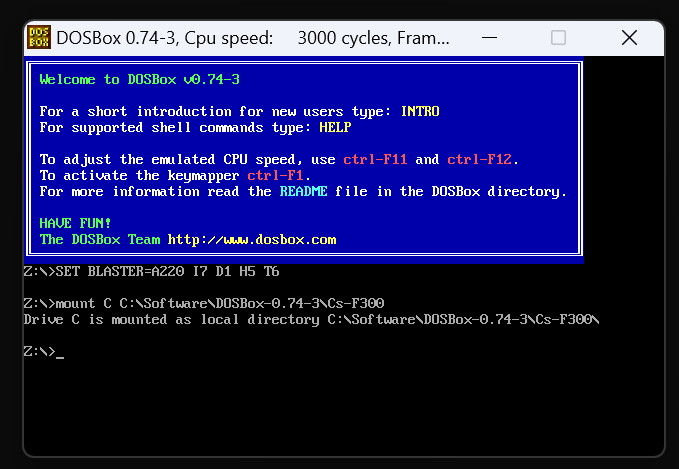 DOS
BOX
DOSBox 0.74-3, Cpu speed: 3000 cycles, Fram...
Welcome to DOSBox v0.74-3
For a short introduction for new users type: INTRO
For supported shell commands type: HELP
To adjust the emulated CPU speed, use ctrl-F11 and ctrl-F12.
To activate the keymapper ctrl-F1.
For more information read the README file in the DOSBox directory.
HAVE FUN!
The DOSBox Team http://www.dosbox.com
Z:\>SET BLASTER=A220 I7 D1 H5 T6
Z:\>mount C C:\Software\DOSBox-0.74-3\Cs-F300
Drive C is mounted as local directory C:\Software\DOSBox-0.74-3\Cs-F300\
Z:\>_